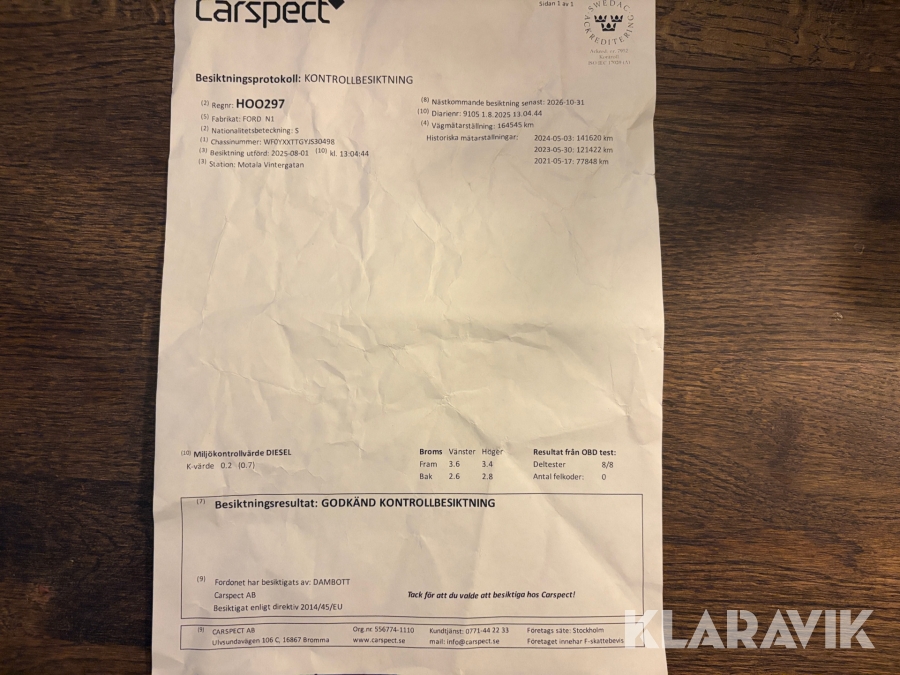 Carspect
Sidan 1 av 1
SWEDAC ACKREDITERING
Besiktningsprotokoll: KONTROLLBESIKTNING
(2) Regnr: HOO297
(5) Fabrikat: FORD N1
(2) Nationalitetsbeteckning: S
(1) Chassinummer: WF0YXXTTGYJS30498
(3) Besiktning utförd: 2025-08-01 (10) kl. 13:04:44
(3) Station: Motala Vintergatan
(8) Nästkommande besiktning senast: 2026-10-31
(10) Diarienr: 9105 1.8.2025 13.04.44
(4) Vägmätarställning: 164545 km
Historiska mätarställningar: 2024-05-03: 141620 km
2023-05-30: 121422 km
2021-05-17: 77848 km
(10) Miljökontrollvärde DIESEL
K-värde 0.2 (0.7)
Broms Vänster Höger
Fram 3.6 3.4
Bak 2.6 2.8
Resultat från OBD test:
Deltester 8/8
Antal felkoder: 0
(7) Besiktningsresultat: GODKÄND KONTROLLBESIKTNING
(9) Fordonet har besiktigats av: DAMBOTT
Carspect AB
Besiktigat enligt direktiv 2014/45/EU
Tack för att du valde att besiktiga hos Carspect!
(9) CARSPECT AB Org.nr 556774-1110 Kundtjänst: 0771-44 22 33 Företags säte: Stockholm
Ulvsundavägen 106 C, 16867 Bromma www.carspect.se mail: info@carspect.se Företaget innehar F-skattebevis
KLARAVIK